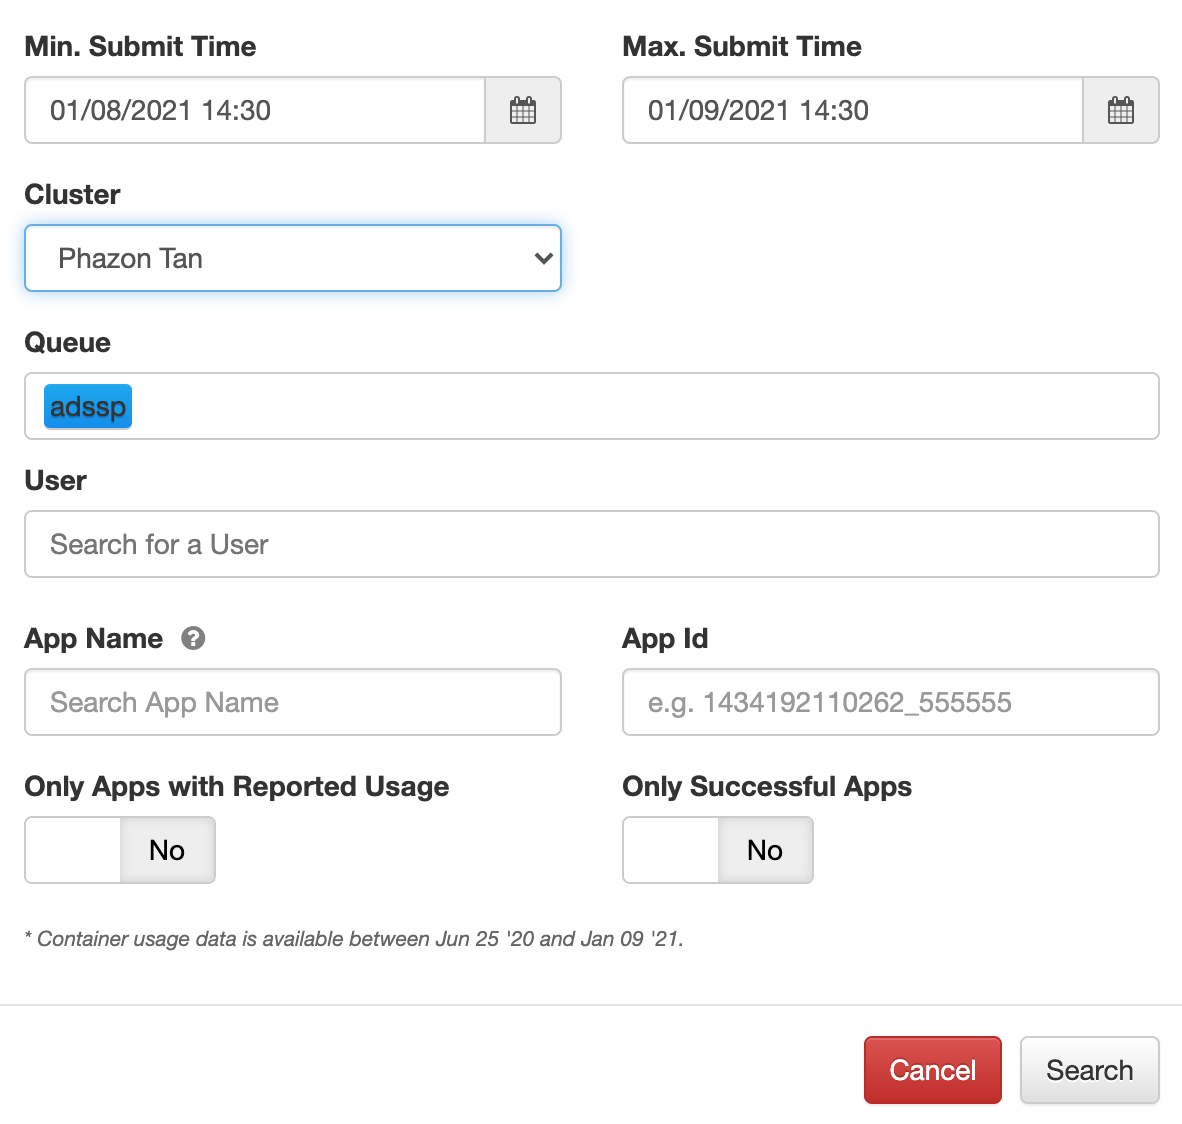 Min. Submit Time
Max. Submit Time
01/08/2021 14:30
01/09/2021 14:30
Cluster
Phazon Tan
Queue
adssp
User
Search for a User
App Name ?
App Id
Search App Name
e.g. 1434192110262_555555
Only Apps with Reported Usage
Only Successful Apps
No
No
* Container usage data is available between Jun 25 '20 and Jan 09 '21.
Cancel
Search